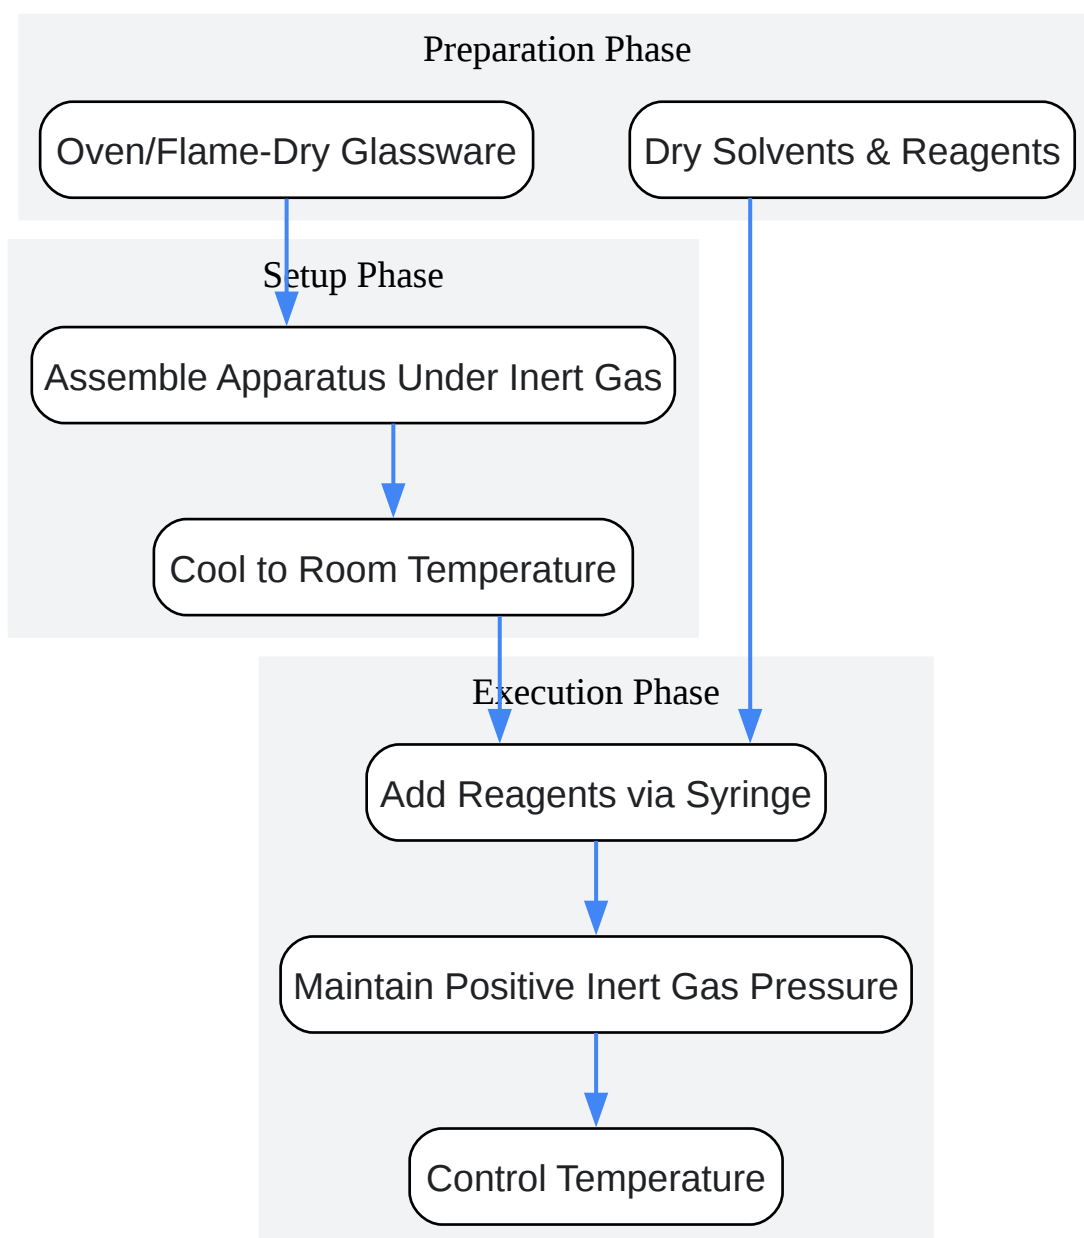 Preparation Phase
Oven/Flame-Dry Glassware
Dry Solvents & Reagents
Setup Phase
Assemble Apparatus Under Inert Gas
Cool to Room Temperature
Execution Phase
Add Reagents via Syringe
Maintain Positive Inert Gas Pressure
Control Temperature